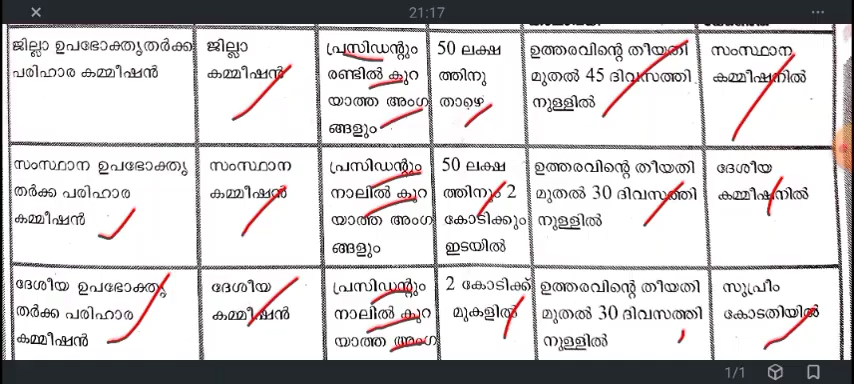 21:17
ജില്ലാ ഉപഭോക്തൃതർക്ക
പരിഹാര കമ്മീഷൻ
ജില്ലാ
കമ്മീഷൻ
പ്രസിഡന്റും
രണ്ടിൽ കുറ
യാത്ത അംഗ
ങ്ങളും
50 ലക്ഷ
ത്തിനു
താഴെ
ഉത്തരവിന്റെ തീയതി
മുതൽ 45 ദിവസത്തി
നുള്ളിൽ
സംസ്ഥാന
കമ്മീഷനിൽ
സംസ്ഥാന ഉപഭോക്തൃ
തർക്ക പരിഹാര
കമ്മീഷൻ
സംസ്ഥാന
കമ്മീഷൻ
പ്രസിഡന്റും
നാലിൽ കുറ
യാത്ത അംഗ
ങ്ങളും
50 ലക്ഷ
ത്തിനും 2
കോടിക്കും
ഇടയിൽ
ഉത്തരവിന്റെ തീയതി
മുതൽ 30 ദിവസത്തി
നുള്ളിൽ
ദേശീയ
കമ്മീഷനിൽ
ദേശീയ ഉപഭോക്തൃ
തർക്ക പരിഹാര
കമ്മീഷൻ
ദേശീയ
കമ്മീഷൻ
പ്രസിഡന്റും
നാലിൽ കുറ
യാത്ത അംഗ
2 കോടിക്ക്
മുകളിൽ
ഉത്തരവിന്റെ തീയതി
മുതൽ 30 ദിവസത്തി
നുള്ളിൽ
സുപ്രീം
കോടതിയിൽ
1/1